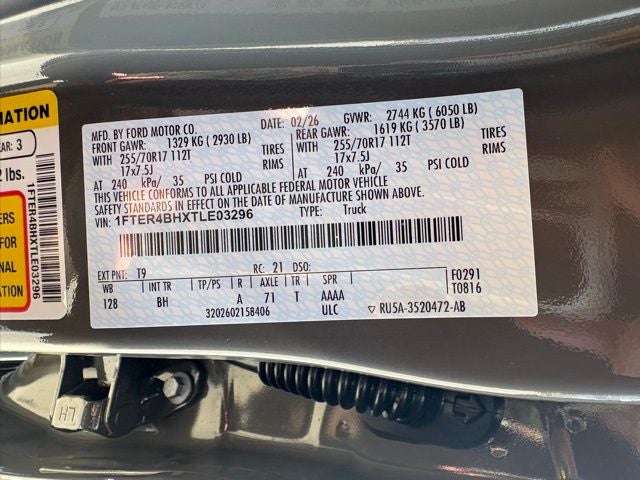 MFD. BY FORD MOTOR CO.
DATE: 02/26
GVWR: 2744 KG (6050 LB)
FRONT GAWR: 1329 KG (2930 LB)
REAR GAWR: 1619 KG (3570 LB)
WITH 255/70R17 112T TIRES
WITH 255/70R17 112T TIRES
17x7.5J RIMS
17x7.5J RIMS
AT 240 kPa/ 35 PSI COLD
AT 240 kPa/ 35 PSI COLD
THIS VEHICLE CONFORMS TO ALL APPLICABLE FEDERAL MOTOR VEHICLE
SAFETY STANDARDS IN EFFECT ON THE DATE OF MANUFACTURE SHOWN ABOVE.
VIN: 1FTER4BHXTLE03296
TYPE: Truck
EXT PNT: T9
RC: 21 DSO:
F0291
WB INT TR TP/PS R AXLE TR SPR
T0816
128 BH A 71 T AAAA
3202602158406
ULC
▽ RU5A-3520472-AB
MATION
AR: 3
lbs.
1FTER4BHXTLE03296
ERS
FOR
ONAL
TION
LH